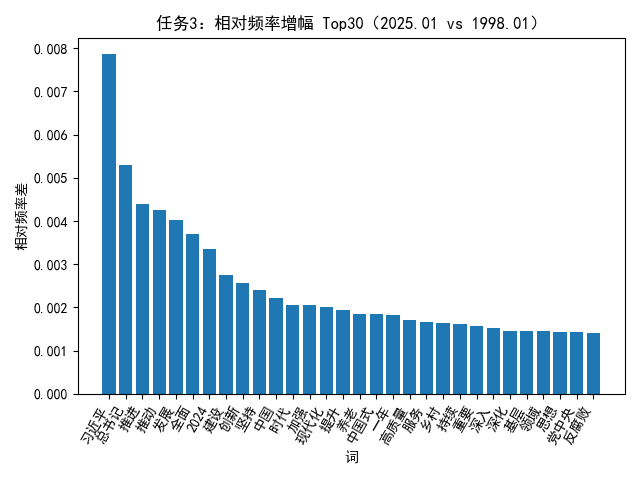 任务3：相对频率增幅 Top30（2025.01 vs 1998.01）
相对频率差
0.008
0.007
0.006
0.005
0.004
0.003
0.002
0.001
0.000
习近平
总书记
推进
推动
发展
全面
2024
建设
创新
坚持
中国
时代
加强
现代化
提升
养老
中国式
一年
高质量
服务
乡村
持续
重要
深入
深化
基层
领域
思想
党中央
反腐败
词